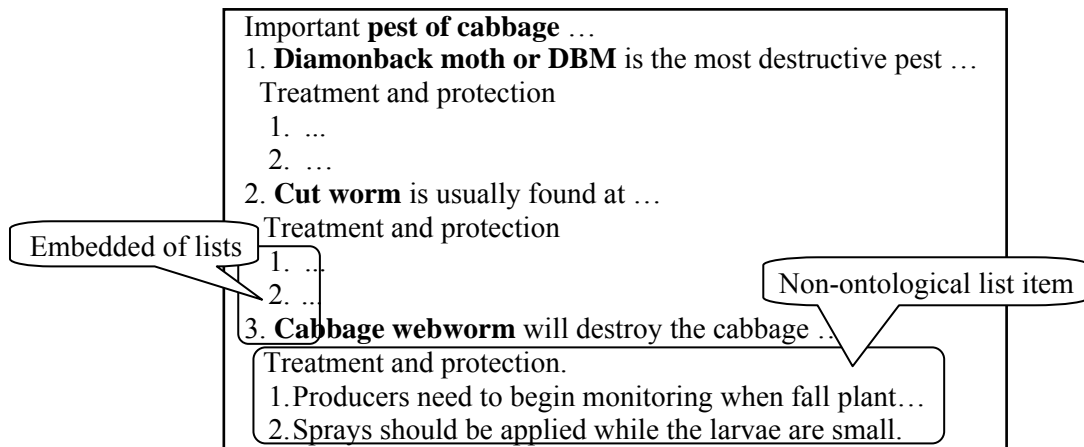 Important pest of cabbage …
1. Diamonback moth or DBM is the most destructive pest …
Treatment and protection
1. ...
2. …
2. Cut worm is usually found at …
Treatment and protection
Embedded of lists
1. ...
2. ...
Non-ontological list item
3. Cabbage webworm will destroy the cabbage …
Treatment and protection.
1.Producers need to begin monitoring when fall plant…
2.Sprays should be applied while the larvae are small.